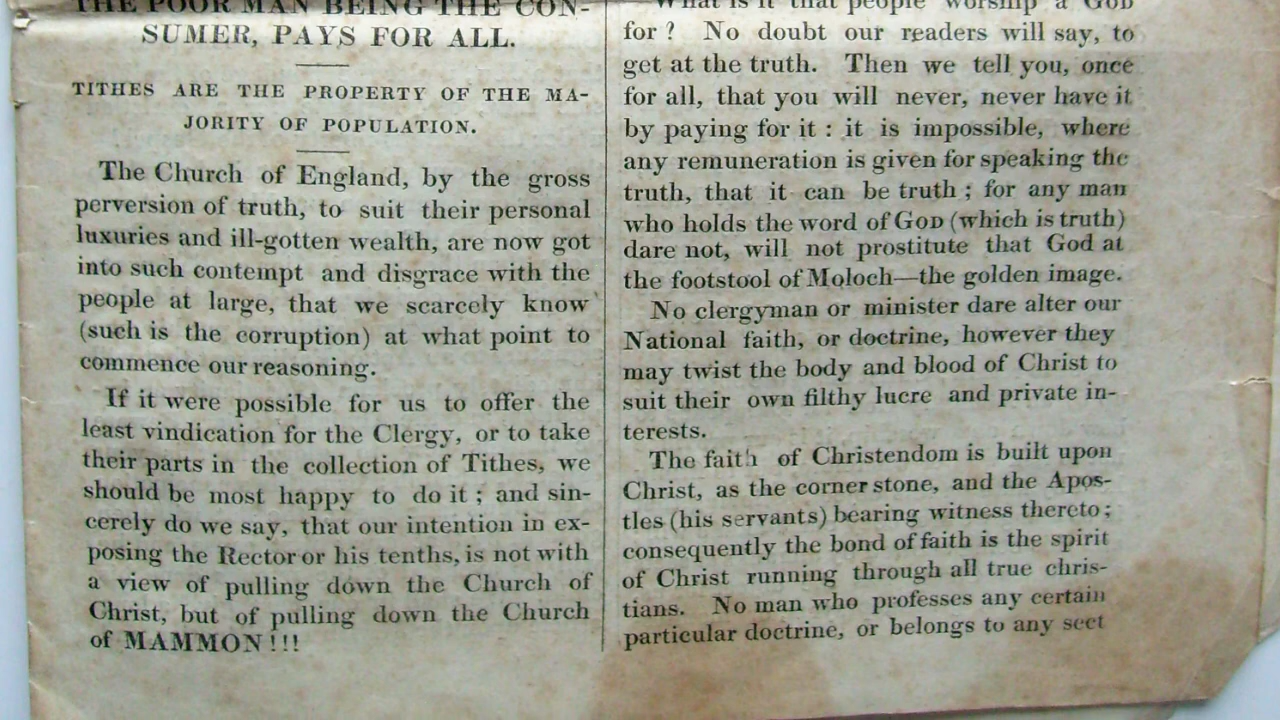 THE POOR MAN BEING THE CON-
SUMER, PAYS FOR ALL.
TITHES ARE THE PROPERTY OF THE MA-
JORITY OF POPULATION.
The Church of England, by the gross
perversion of truth, to suit their personal
luxuries and ill-gotten wealth, are now got
into such contempt and disgrace with the
people at large, that we scarcely know
(such is the corruption) at what point to
commence our reasoning.
If it were possible for us to offer the
least vindication for the Clergy, or to take
their parts in the collection of Tithes, we
should be most happy to do it; and sin-
cerely do we say, that our intention in ex-
posing the Rector or his tenths, is not with
a view of pulling down the Church of
Christ, but of pulling down the Church
of MAMMON!!!
What is it that people worship a GOD
for? No doubt our readers will say, to
get at the truth. Then we tell you, once
for all, that you will never, never have it
by paying for it: it is impossible, where
any remuneration is given for speaking the
truth, that it can be truth; for any man
who holds the word of GOD (which is truth)
dare not, will not prostitute that God at
the footstool of Moloch—the golden image.
No clergyman or minister dare alter our
National faith, or doctrine, however they
may twist the body and blood of Christ to
suit their own filthy lucre and private in-
terests.
The faith of Christendom is built upon
Christ, as the corner stone, and the Apos-
tles (his servants) bearing witness thereto;
consequently the bond of faith is the spirit
of Christ running through all true chris-
tians. No man who professes any certain
particular doctrine, or belongs to any sect